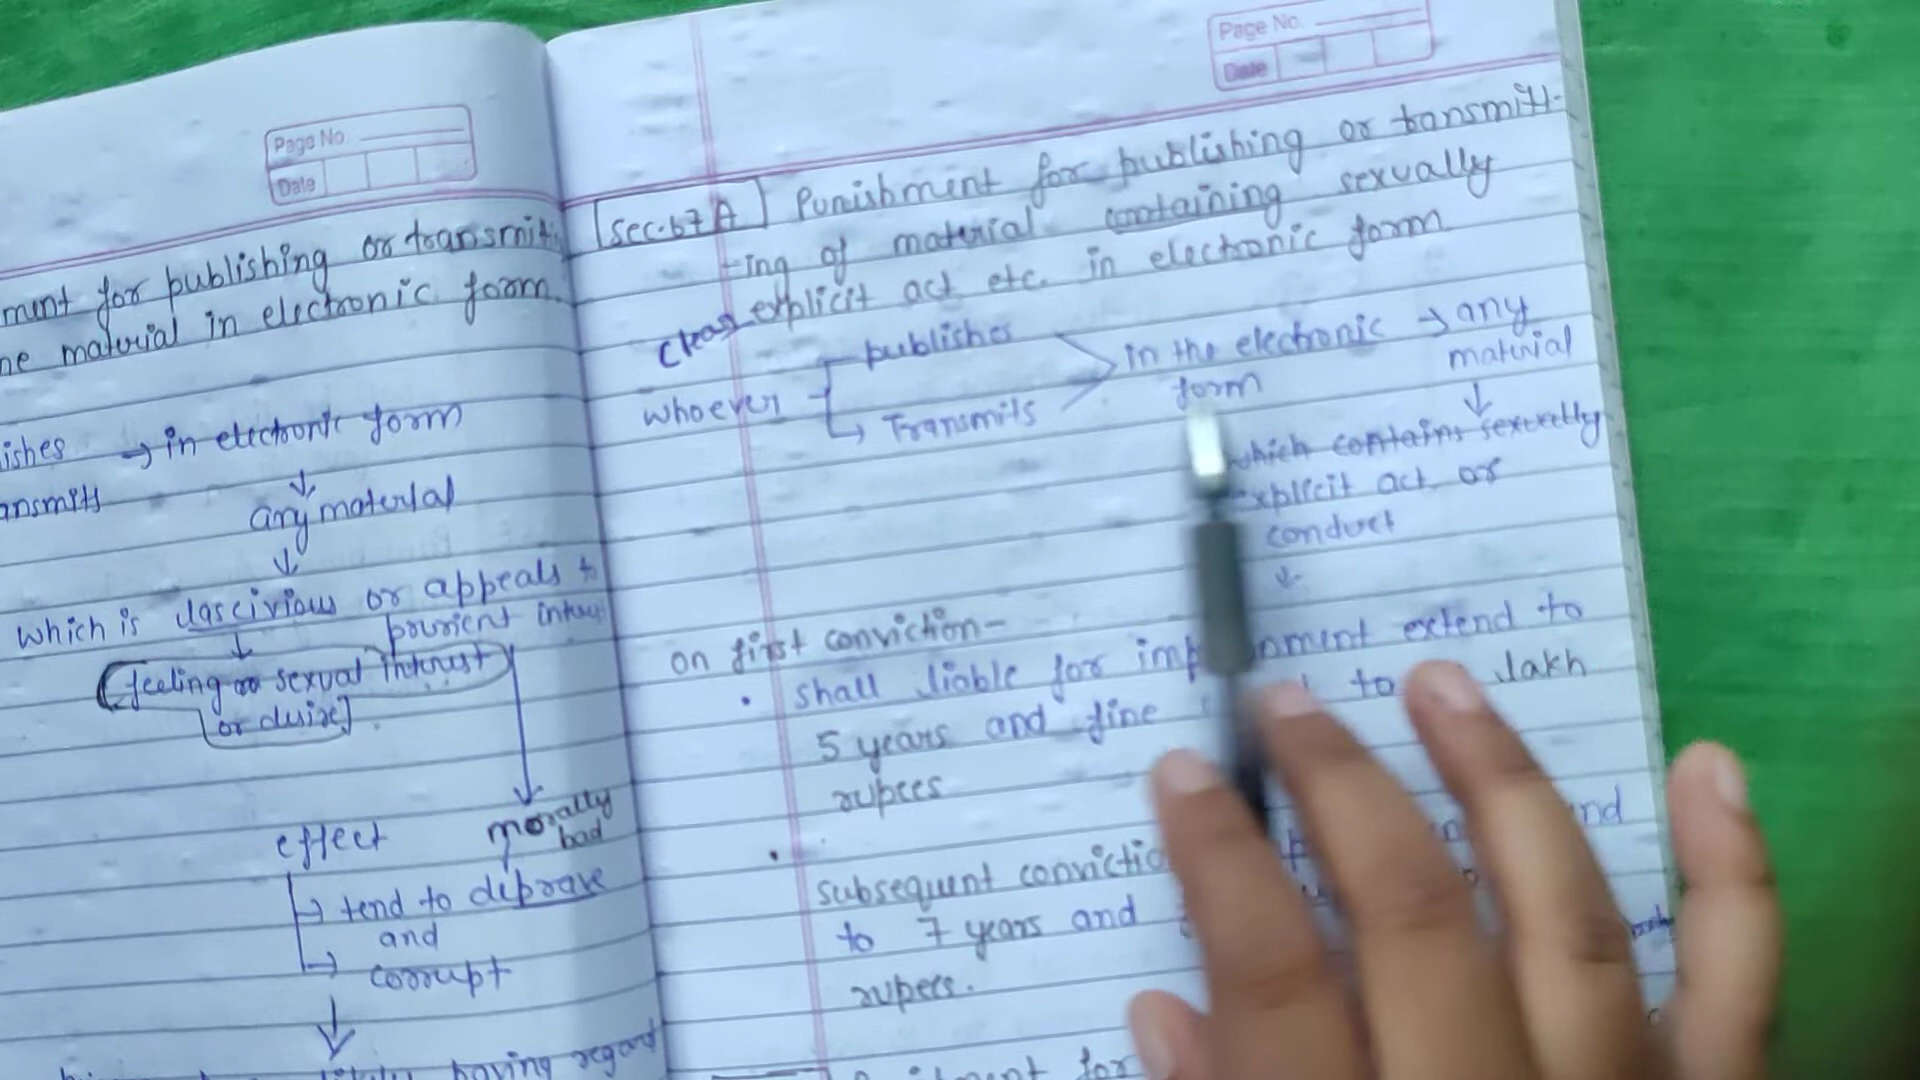 Page No.
Date
ment for publishing or transmit
ne material in electronic form.
ishes → in electronic form
ansmits
↓
any material
↓
which is lascivious or appeals to
prurient
feeling or sexual interest
or desire].
effect
morally
bad
→ tend to deprave
and
→ corrupt
↓
having regard
Page No.
Date
Sec.67A Punishment for publishing or transmitt-
-ing of material containing sexually
explicit act etc. in electronic form
Whoever
publishes
→ Transmits
in the electronic → any
form
material
↓
which contains sexually
explicit act or
conduct
↓
on first conviction-
• shall liable for extend to
5 years and fine to lakh
rupees
•
subsequent
to 7 years and
rupees.
for